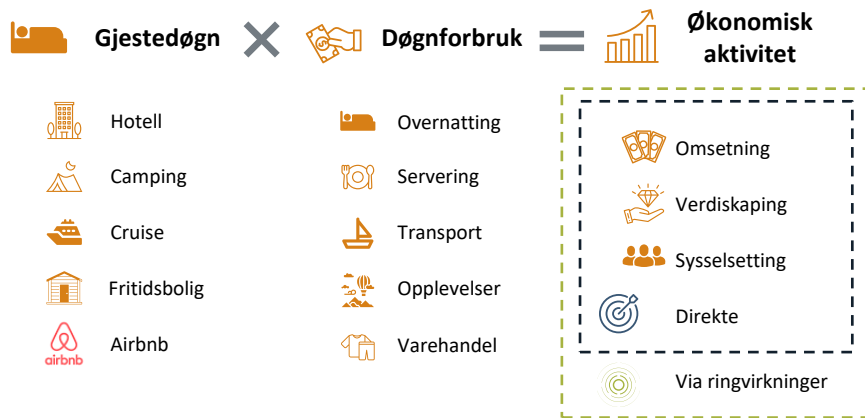 Gjestedøgn
Døgnforbruk
Økonomisk
aktivitet
Hotell
Camping
Cruise
Fritidsbolig
airbnb
Airbnb
Overnatting
Servering
Transport
Opplevelser
Varehandel
Omsetning
Verdiskaping
Sysselsetting
Direkte
Via ringvirkninger